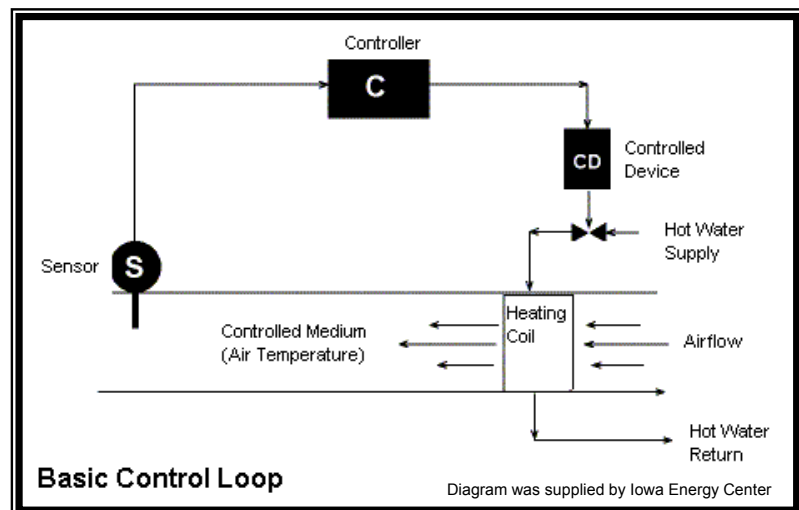 Controller
C
CD
Controlled
Device
Hot Water
Supply
Sensor
S
Controlled Medium
(Air Temperature)
Heating
Coil
Airflow
Hot Water
Return
Basic Control Loop
Diagram was supplied by Iowa Energy Center